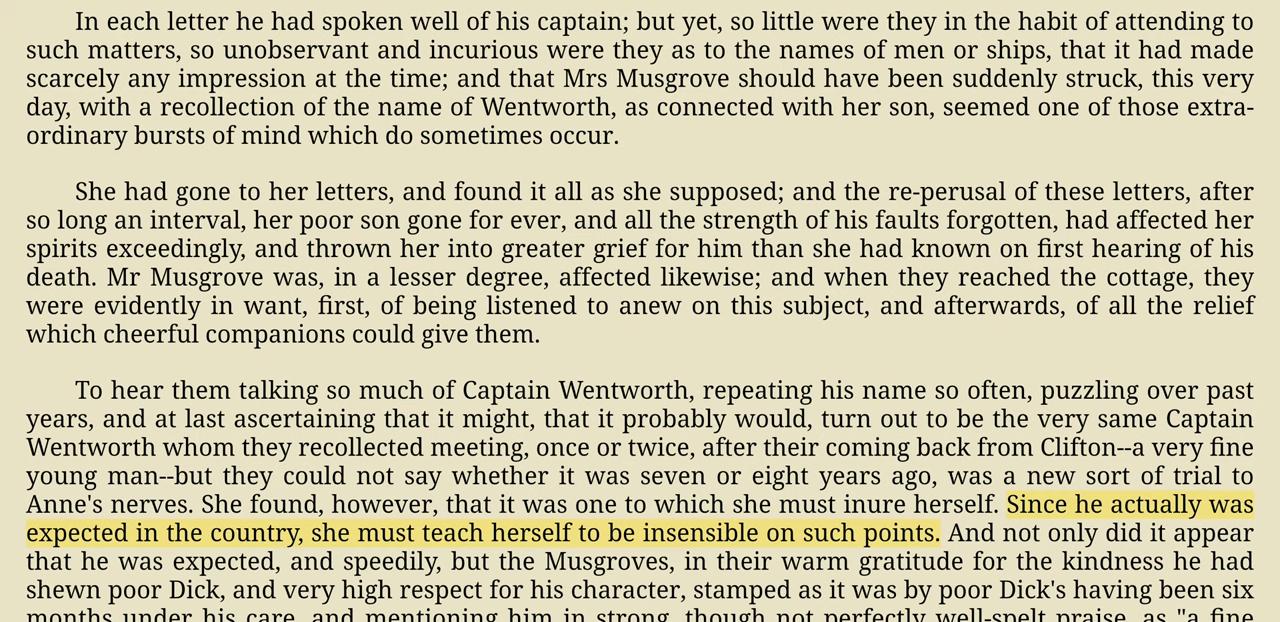 In each letter he had spoken well of his captain; but yet, so little were they in the habit of attending to
such matters, so unobservant and incurious were they as to the names of men or ships, that it had made
scarcely any impression at the time; and that Mrs Musgrove should have been suddenly struck, this very
day, with a recollection of the name of Wentworth, as connected with her son, seemed one of those extra-
ordinary bursts of mind which do sometimes occur.
She had gone to her letters, and found it all as she supposed; and the re-perusal of these letters, after
so long an interval, her poor son gone for ever, and all the strength of his faults forgotten, had affected her
spirits exceedingly, and thrown her into greater grief for him than she had known on first hearing of his
death. Mr Musgrove was, in a lesser degree, affected likewise; and when they reached the cottage, they
were evidently in want, first, of being listened to anew on this subject, and afterwards, of all the relief
which cheerful companions could give them.
To hear them talking so much of Captain Wentworth, repeating his name so often, puzzling over past
years, and at last ascertaining that it might, that it probably would, turn out to be the very same Captain
Wentworth whom they recollected meeting, once or twice, after their coming back from Clifton--a very fine
young man--but they could not say whether it was seven or eight years ago, was a new sort of trial to
Anne's nerves. She found, however, that it was one to which she must inure herself. Since he actually was
expected in the country, she must teach herself to be insensible on such points. And not only did it appear
that he was expected, and speedily, but the Musgroves, in their warm gratitude for the kindness he had
shewn poor Dick, and very high respect for his character, stamped as it was by poor Dick's having been six
months under his care, and mentioning him in strong, though not perfectly well-spelt praise, as "a fine